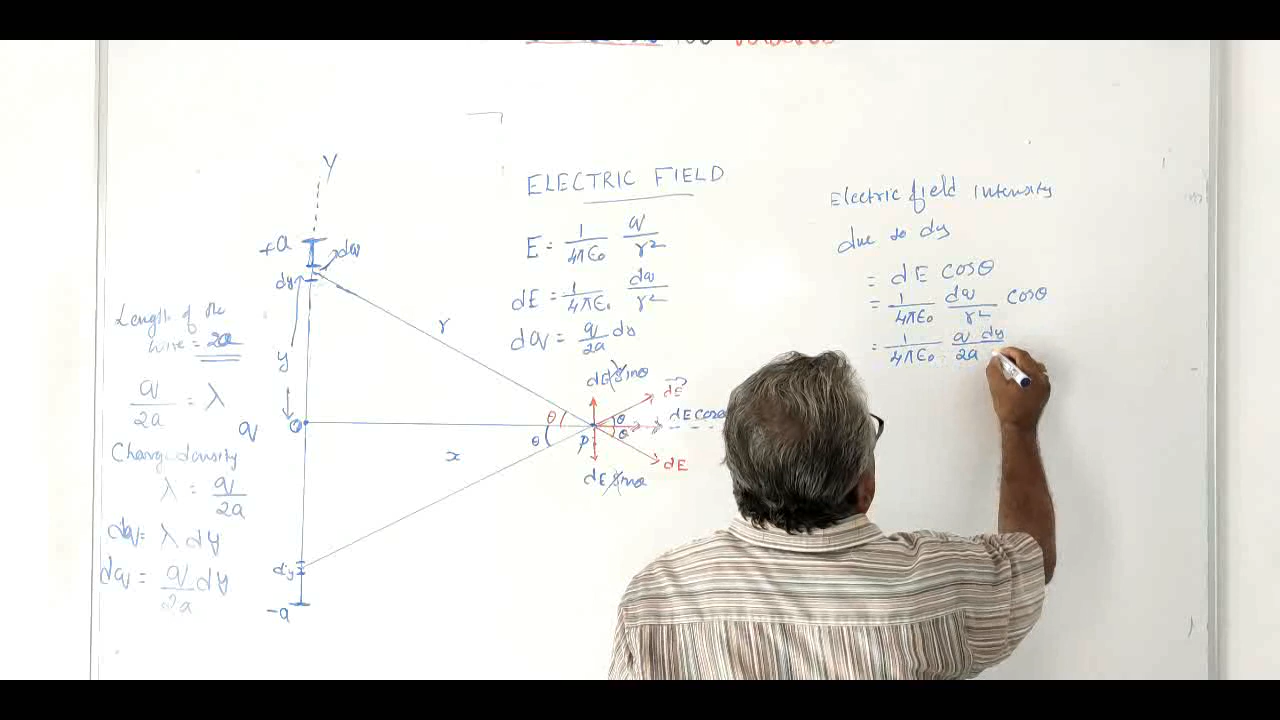 Y
+a
dq
dy
Length of the
wire = 2a
r
y
q/2a = λ
q
O
θ
θ
P
x
Charge density
λ = q/2a
dq = λ dy
dq = q/2a dy
dy
-a
ELECTRIC FIELD
E = 1/4πε₀ q/r²
dE = 1/4πε₀ dq/r²
dq = q/2a dy
dE sinθ
dE
θ
dE cosθ
θ
dE
dE sinθ
Electric field intensity
due to dy
= dE cosθ
= 1/4πε₀ dq/r² cosθ
= 1/4πε₀ q dy/2a